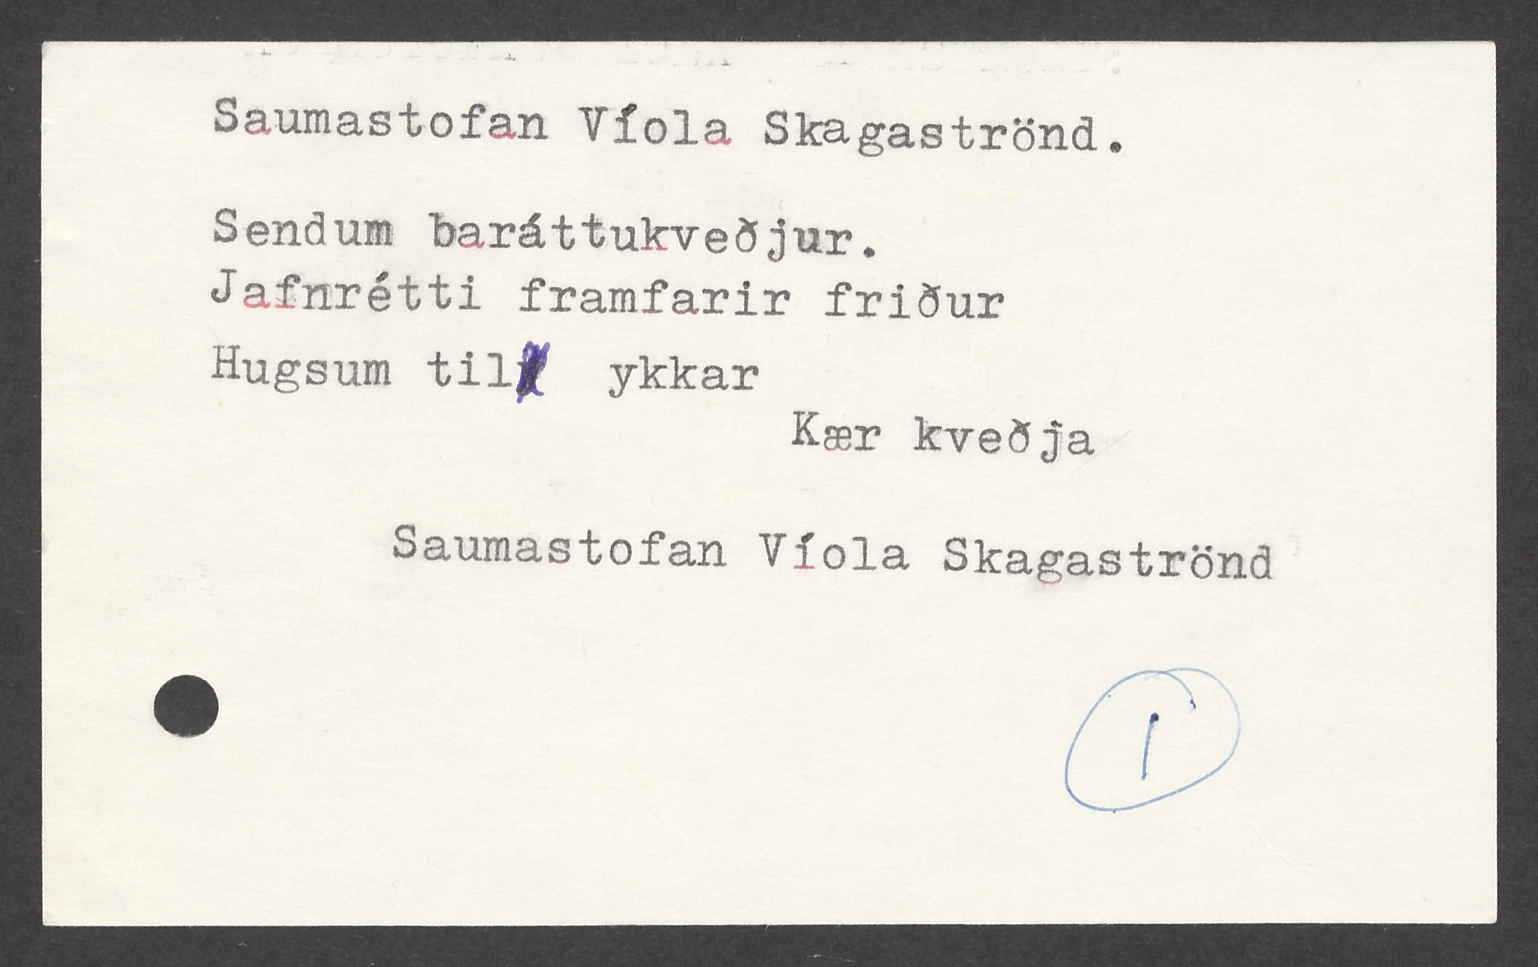 Saumastofan Víola Skagaströnd.
Sendum baráttukveðjur.
Jafnrétti framfarir friður
Hugsum til ykkar
Kær kveðja
Saumastofan Víola Skagaströnd
1